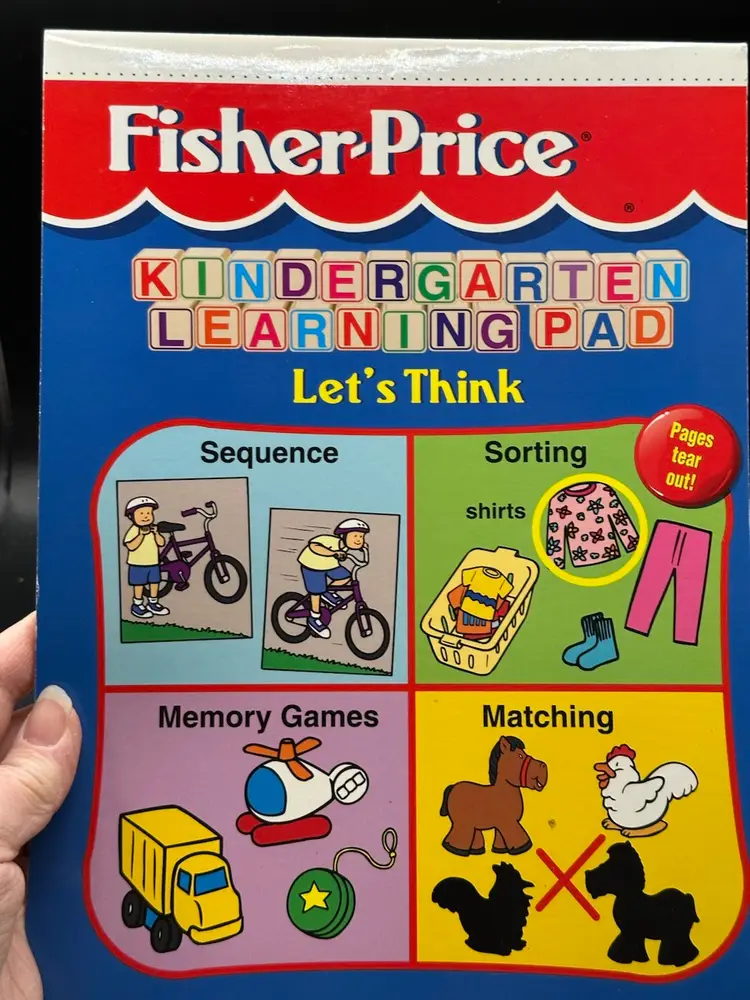 Fisher-Price®
®
KINDERGARTEN
LEARNING PAD
Let's Think
Pages
tear
out!
Sequence
Sorting
shirts
Memory Games
Matching